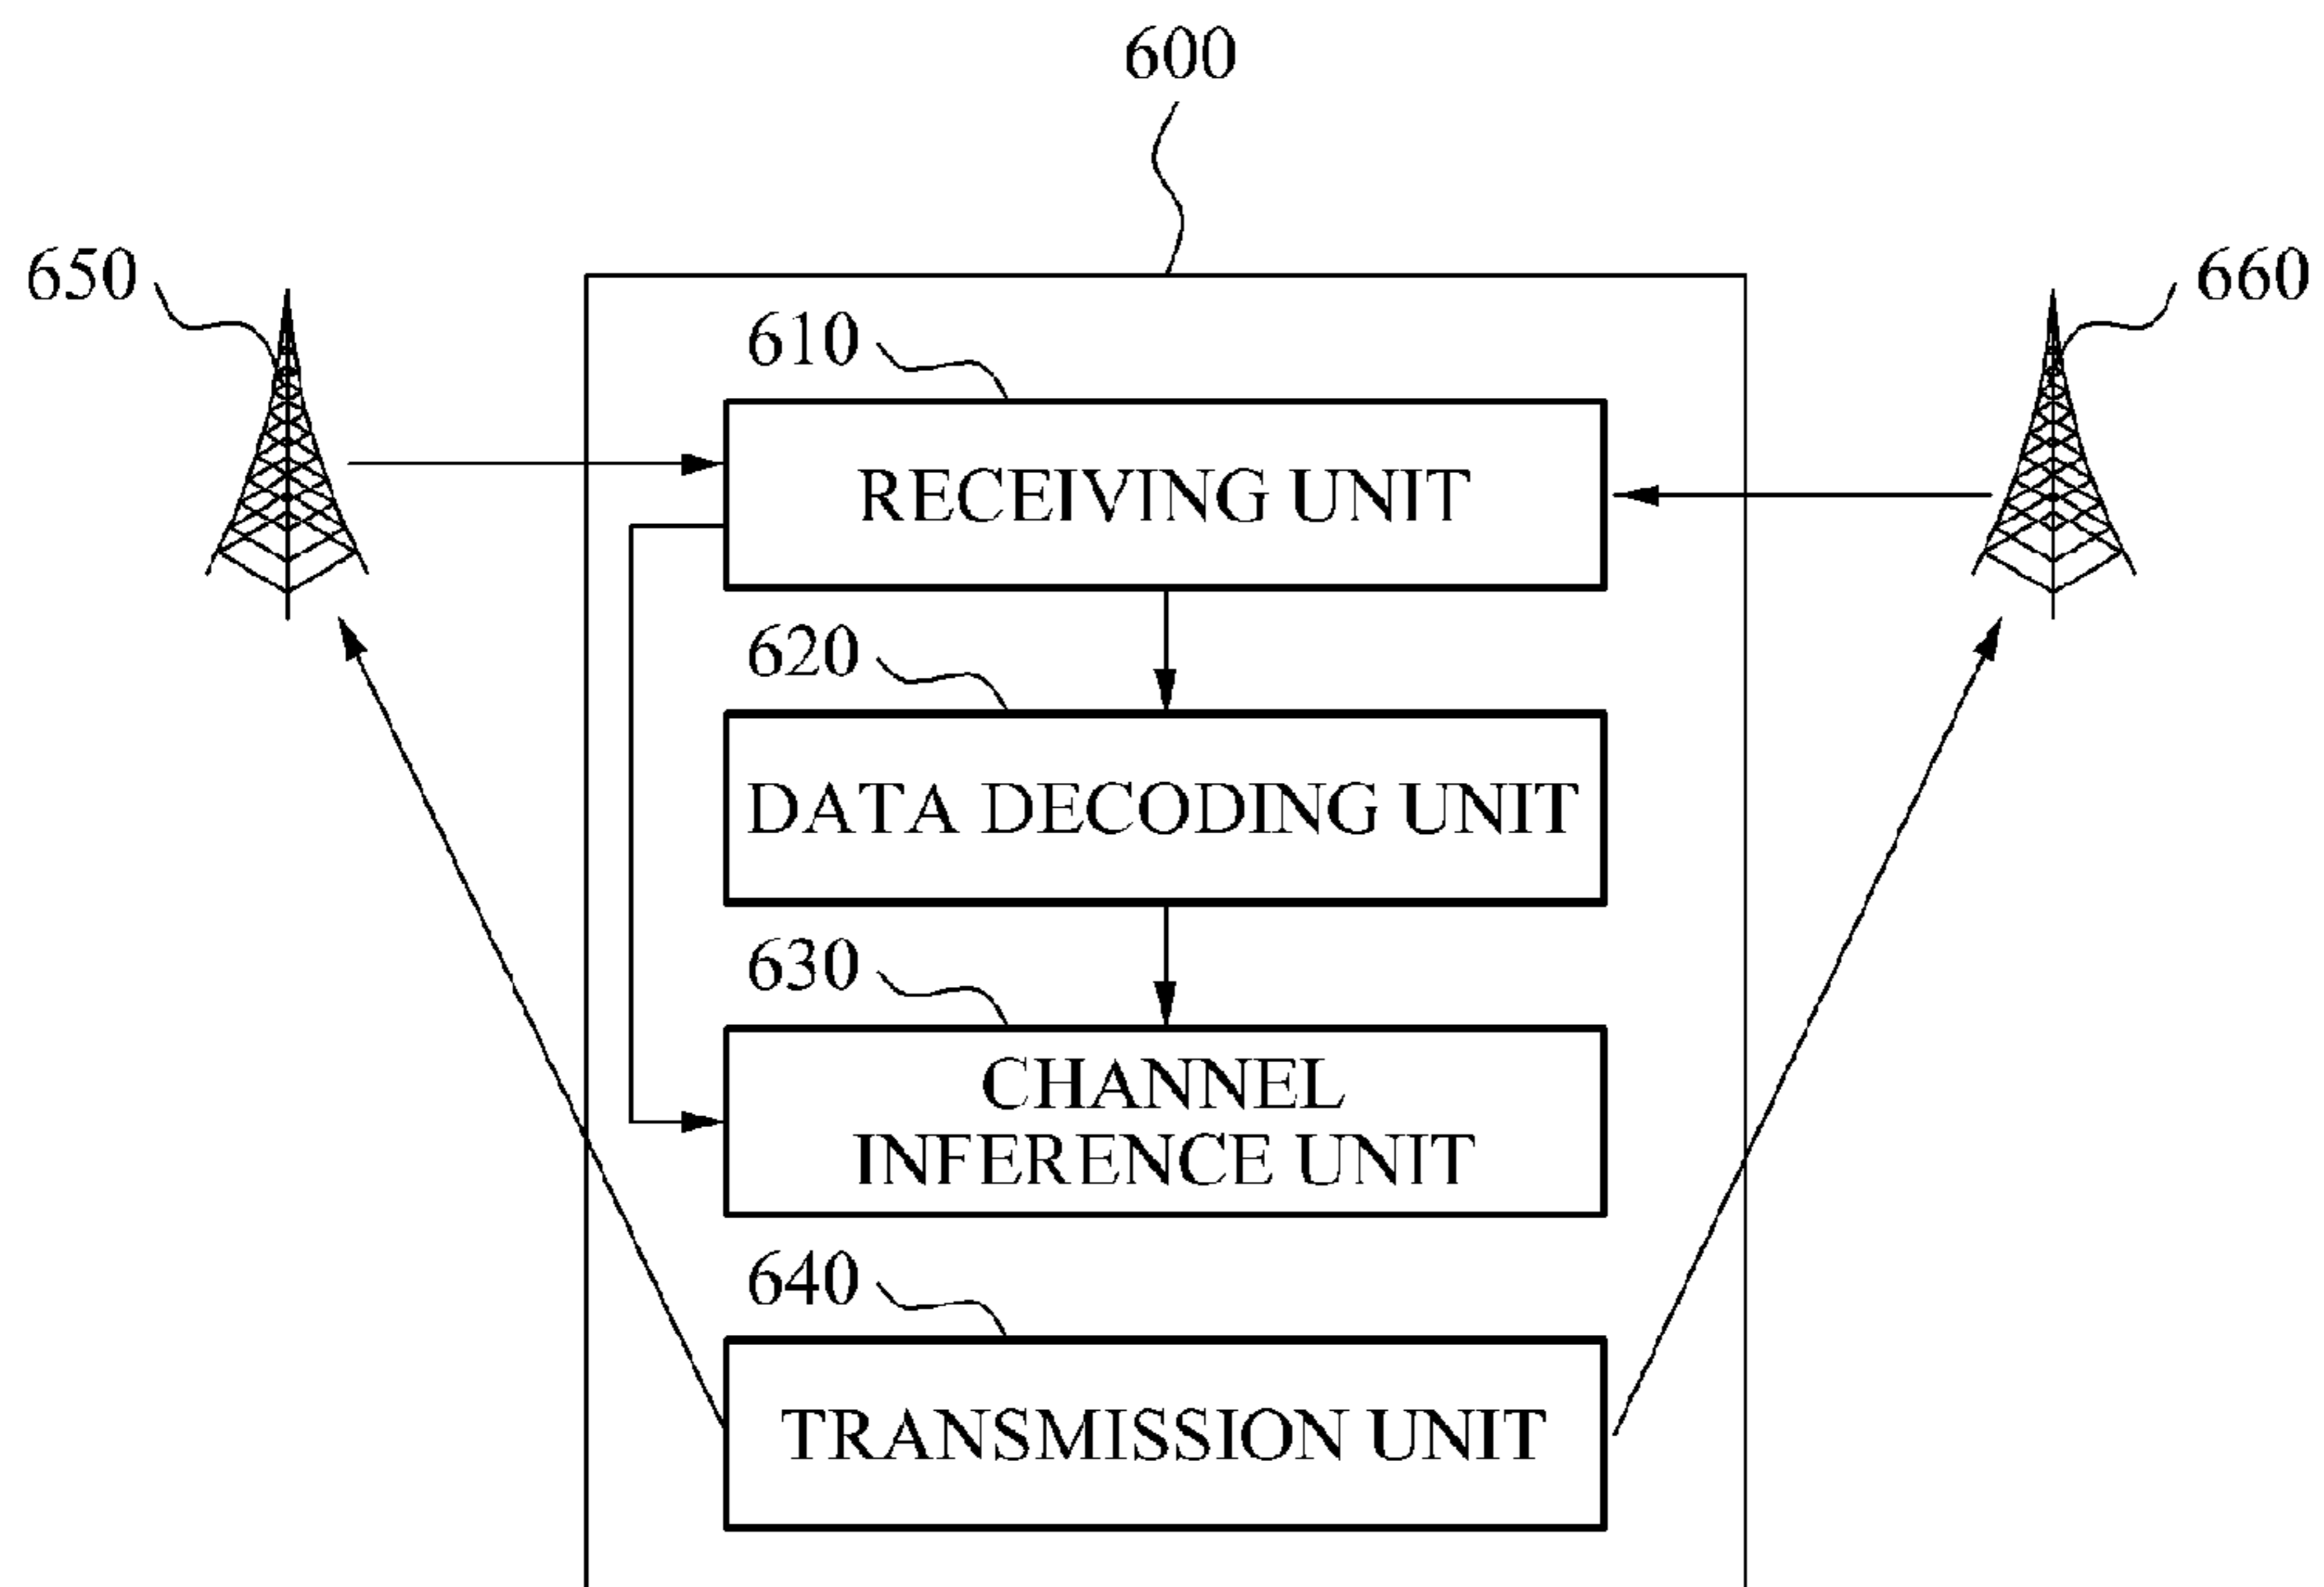 600
650
660
610
RECEIVING UNIT
620
DATA DECODING UNIT
630
CHANNEL
INFERENCE UNIT
640
TRANSMISSION UNIT